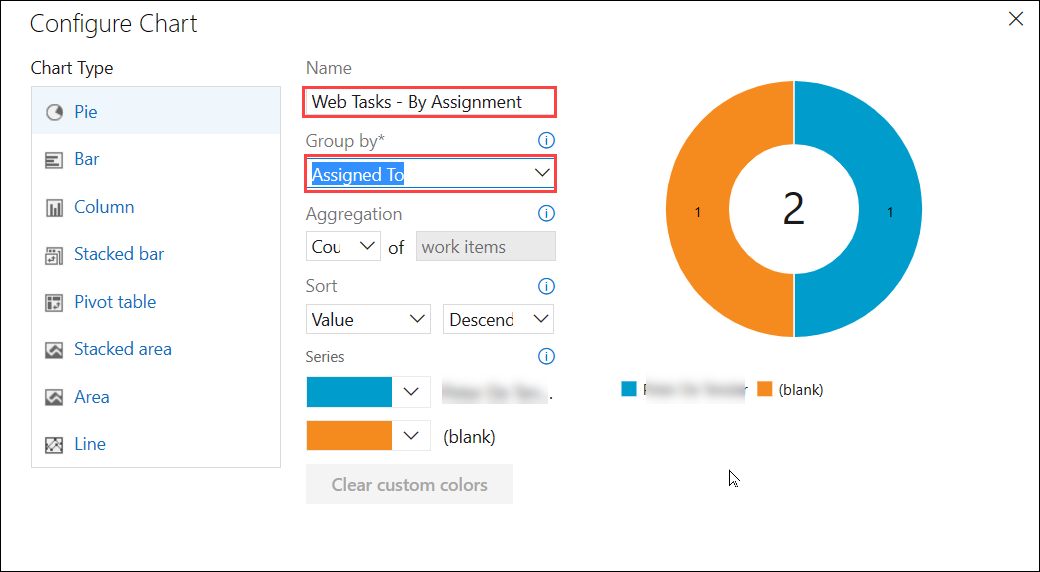 Configure Chart
Chart Type
Pie
Bar
Column
Stacked bar
Pivot table
Stacked area
Area
Line
Name
Web Tasks - By Assignment
Group by*
Assigned To
Aggregation
Cou of work items
Sort
Value Descend
Series
(blank)
Clear custom colors
1 2 1
(blank)